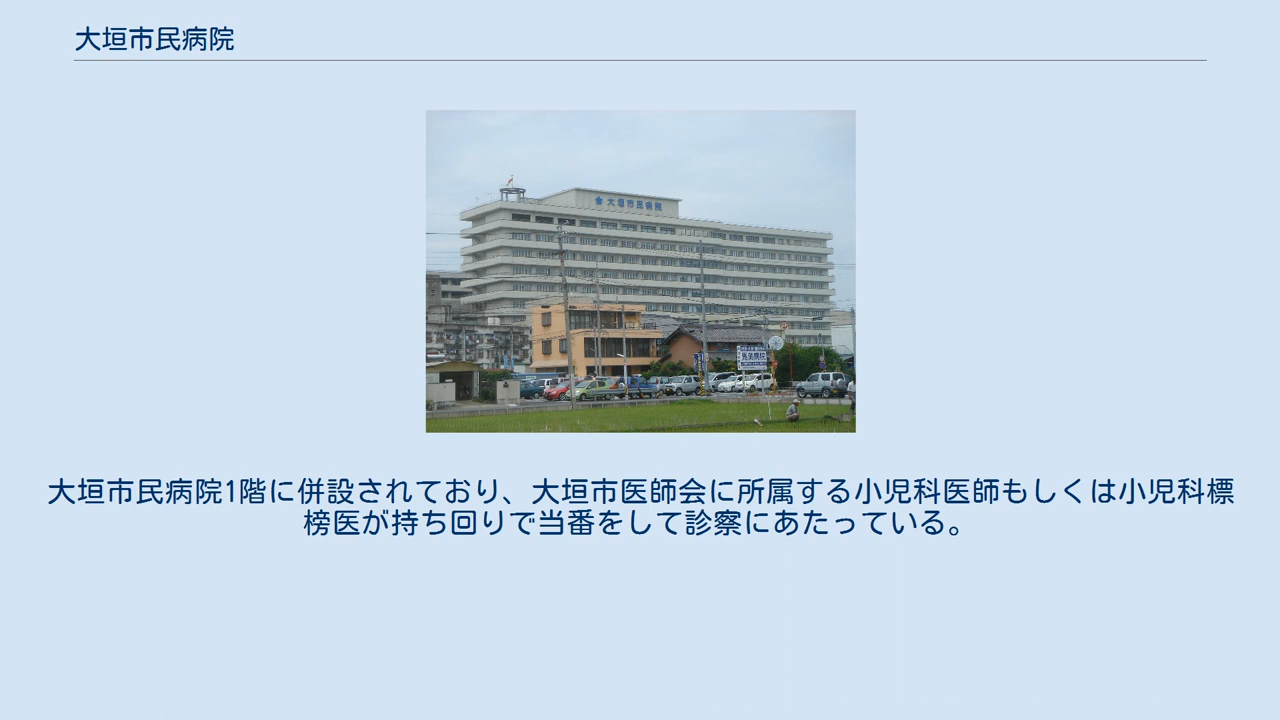 大垣市民病院
大垣市民病院
大垣市民病院1階に併設されており、大垣市医師会に所属する小児科医師もしくは小児科標
榜医が持ち回りで当番をして診察にあたっている。